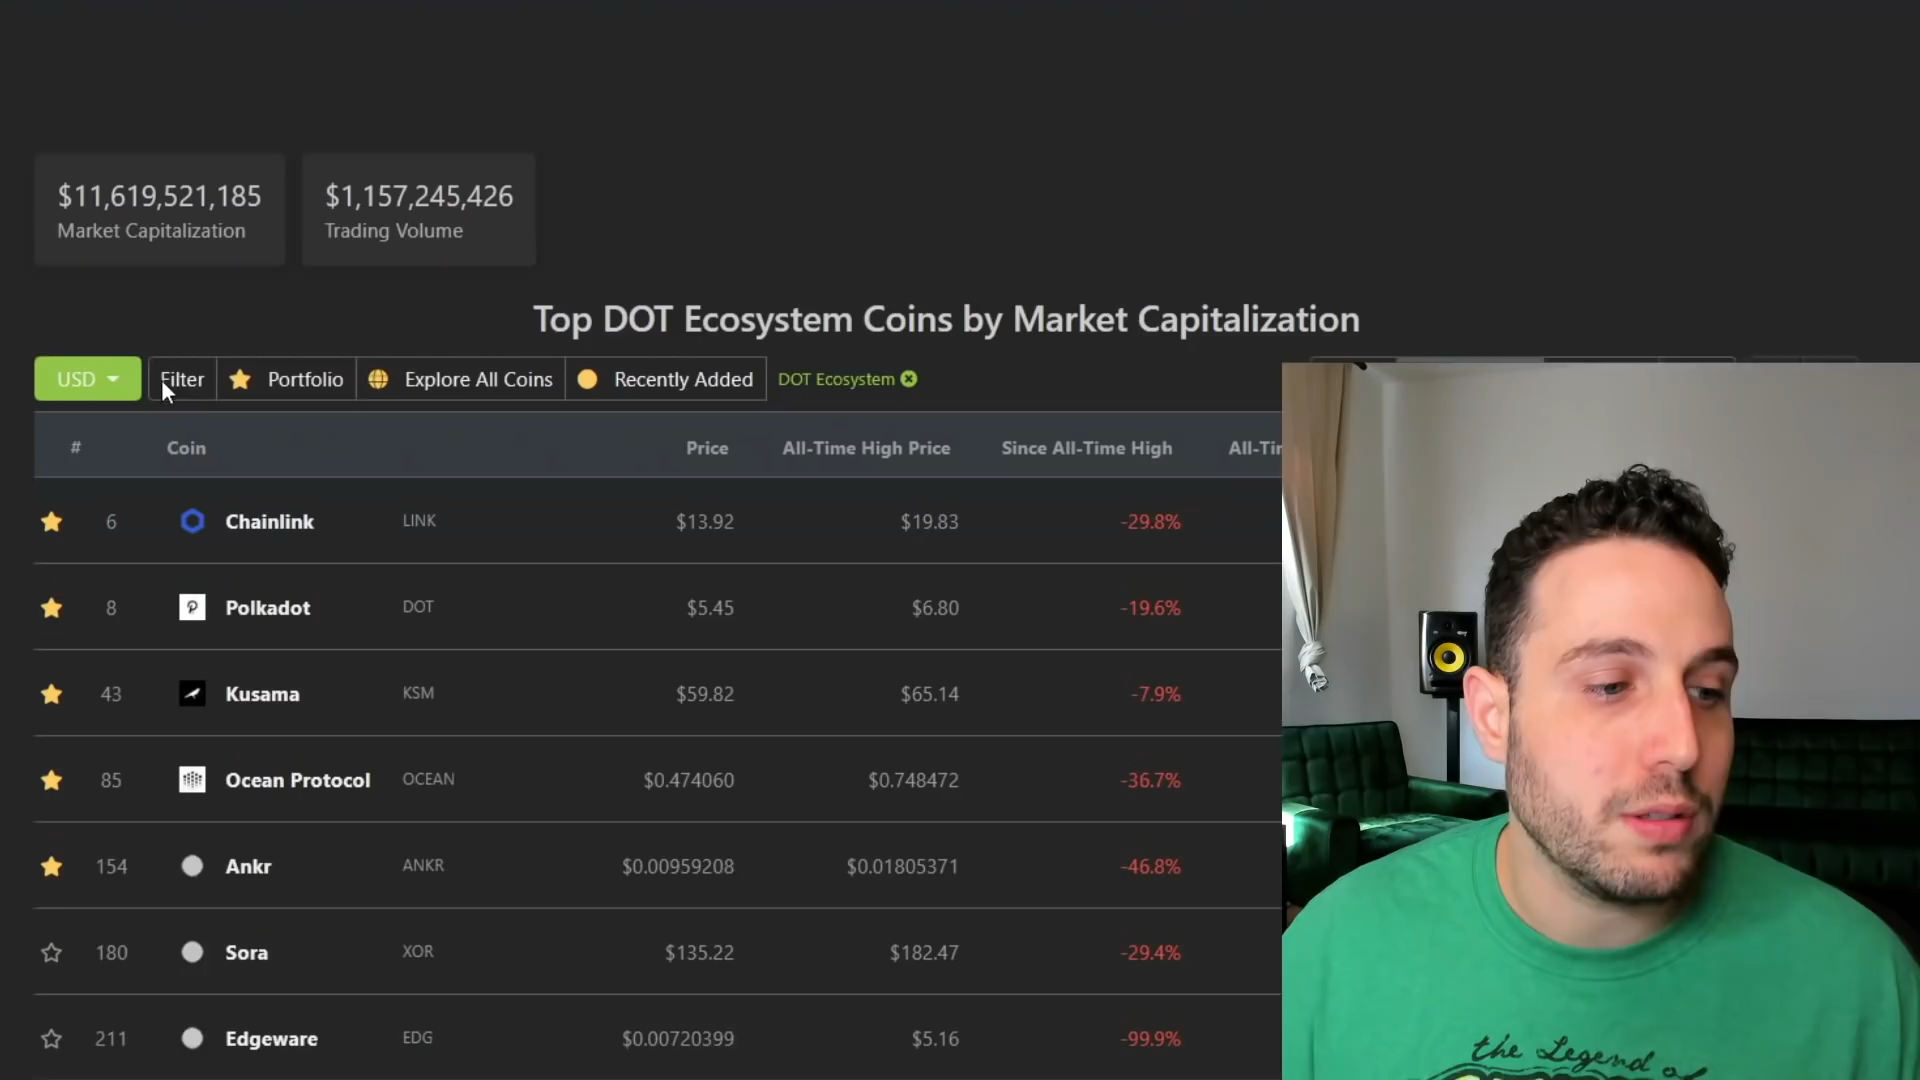 $11,619,521,185
Market Capitalization
$1,157,245,426
Trading Volume
Top DOT Ecosystem Coins by Market Capitalization
USD Filter Portfolio Explore All Coins Recently Added DOT Ecosystem
# Coin Price All-Time High Price Since All-Time High All-Ti
6 Chainlink LINK $13.92 $19.83 -29.8%
8 Polkadot DOT $5.45 $6.80 -19.6%
43 Kusama KSM $59.82 $65.14 -7.9%
85 Ocean Protocol OCEAN $0.474060 $0.748472 -36.7%
154 Ankr ANKR $0.00959208 $0.01805371 -46.8%
180 Sora XOR $135.22 $182.47 -29.4%
211 Edgeware EDG $0.00720399 $5.16 -99.9%
the Legend of